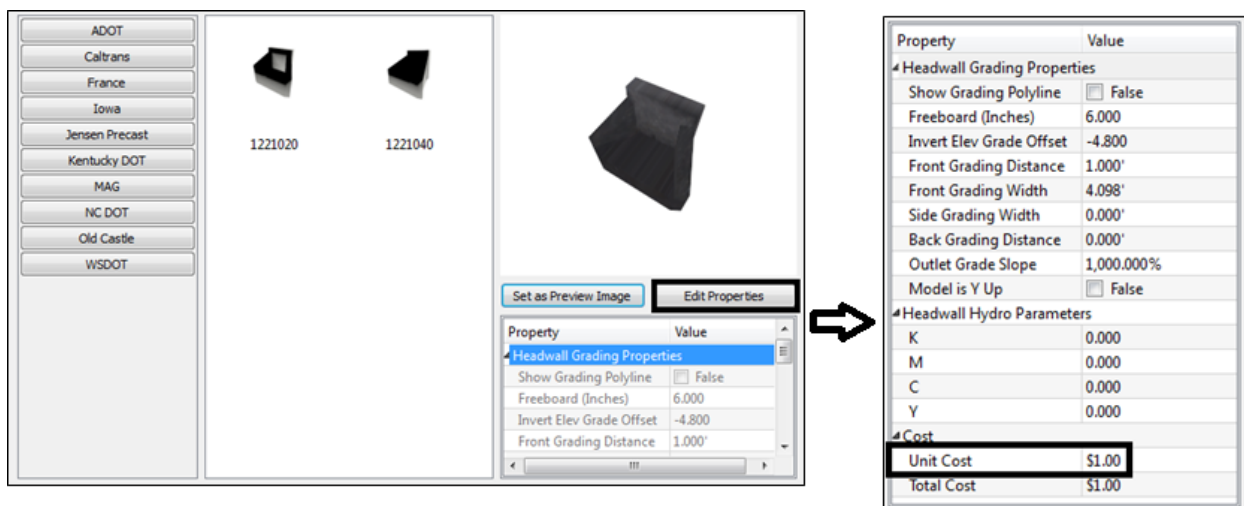 ADOT
Caltrans
France
Iowa
Jensen Precast
Kentucky DOT
MAG
NC DOT
Old Castle
WSDOT
1221020 1221040
Set as Preview Image Edit Properties
Property Value
Headwall Grading Properties
Show Grading Polyline False
Freeboard (Inches) 6.000
Invert Elev Grade Offset -4.800
Front Grading Distance 1.000'
Property Value
Headwall Grading Properties
Show Grading Polyline False
Freeboard (Inches) 6.000
Invert Elev Grade Offset -4.800
Front Grading Distance 1.000'
Front Grading Width 4.098'
Side Grading Width 0.000'
Back Grading Distance 0.000'
Outlet Grade Slope 1,000.000%
Model is Y Up False
Headwall Hydro Parameters
K 0.000
M 0.000
C 0.000
Y 0.000
Cost
Unit Cost $1.00
Total Cost $1.00